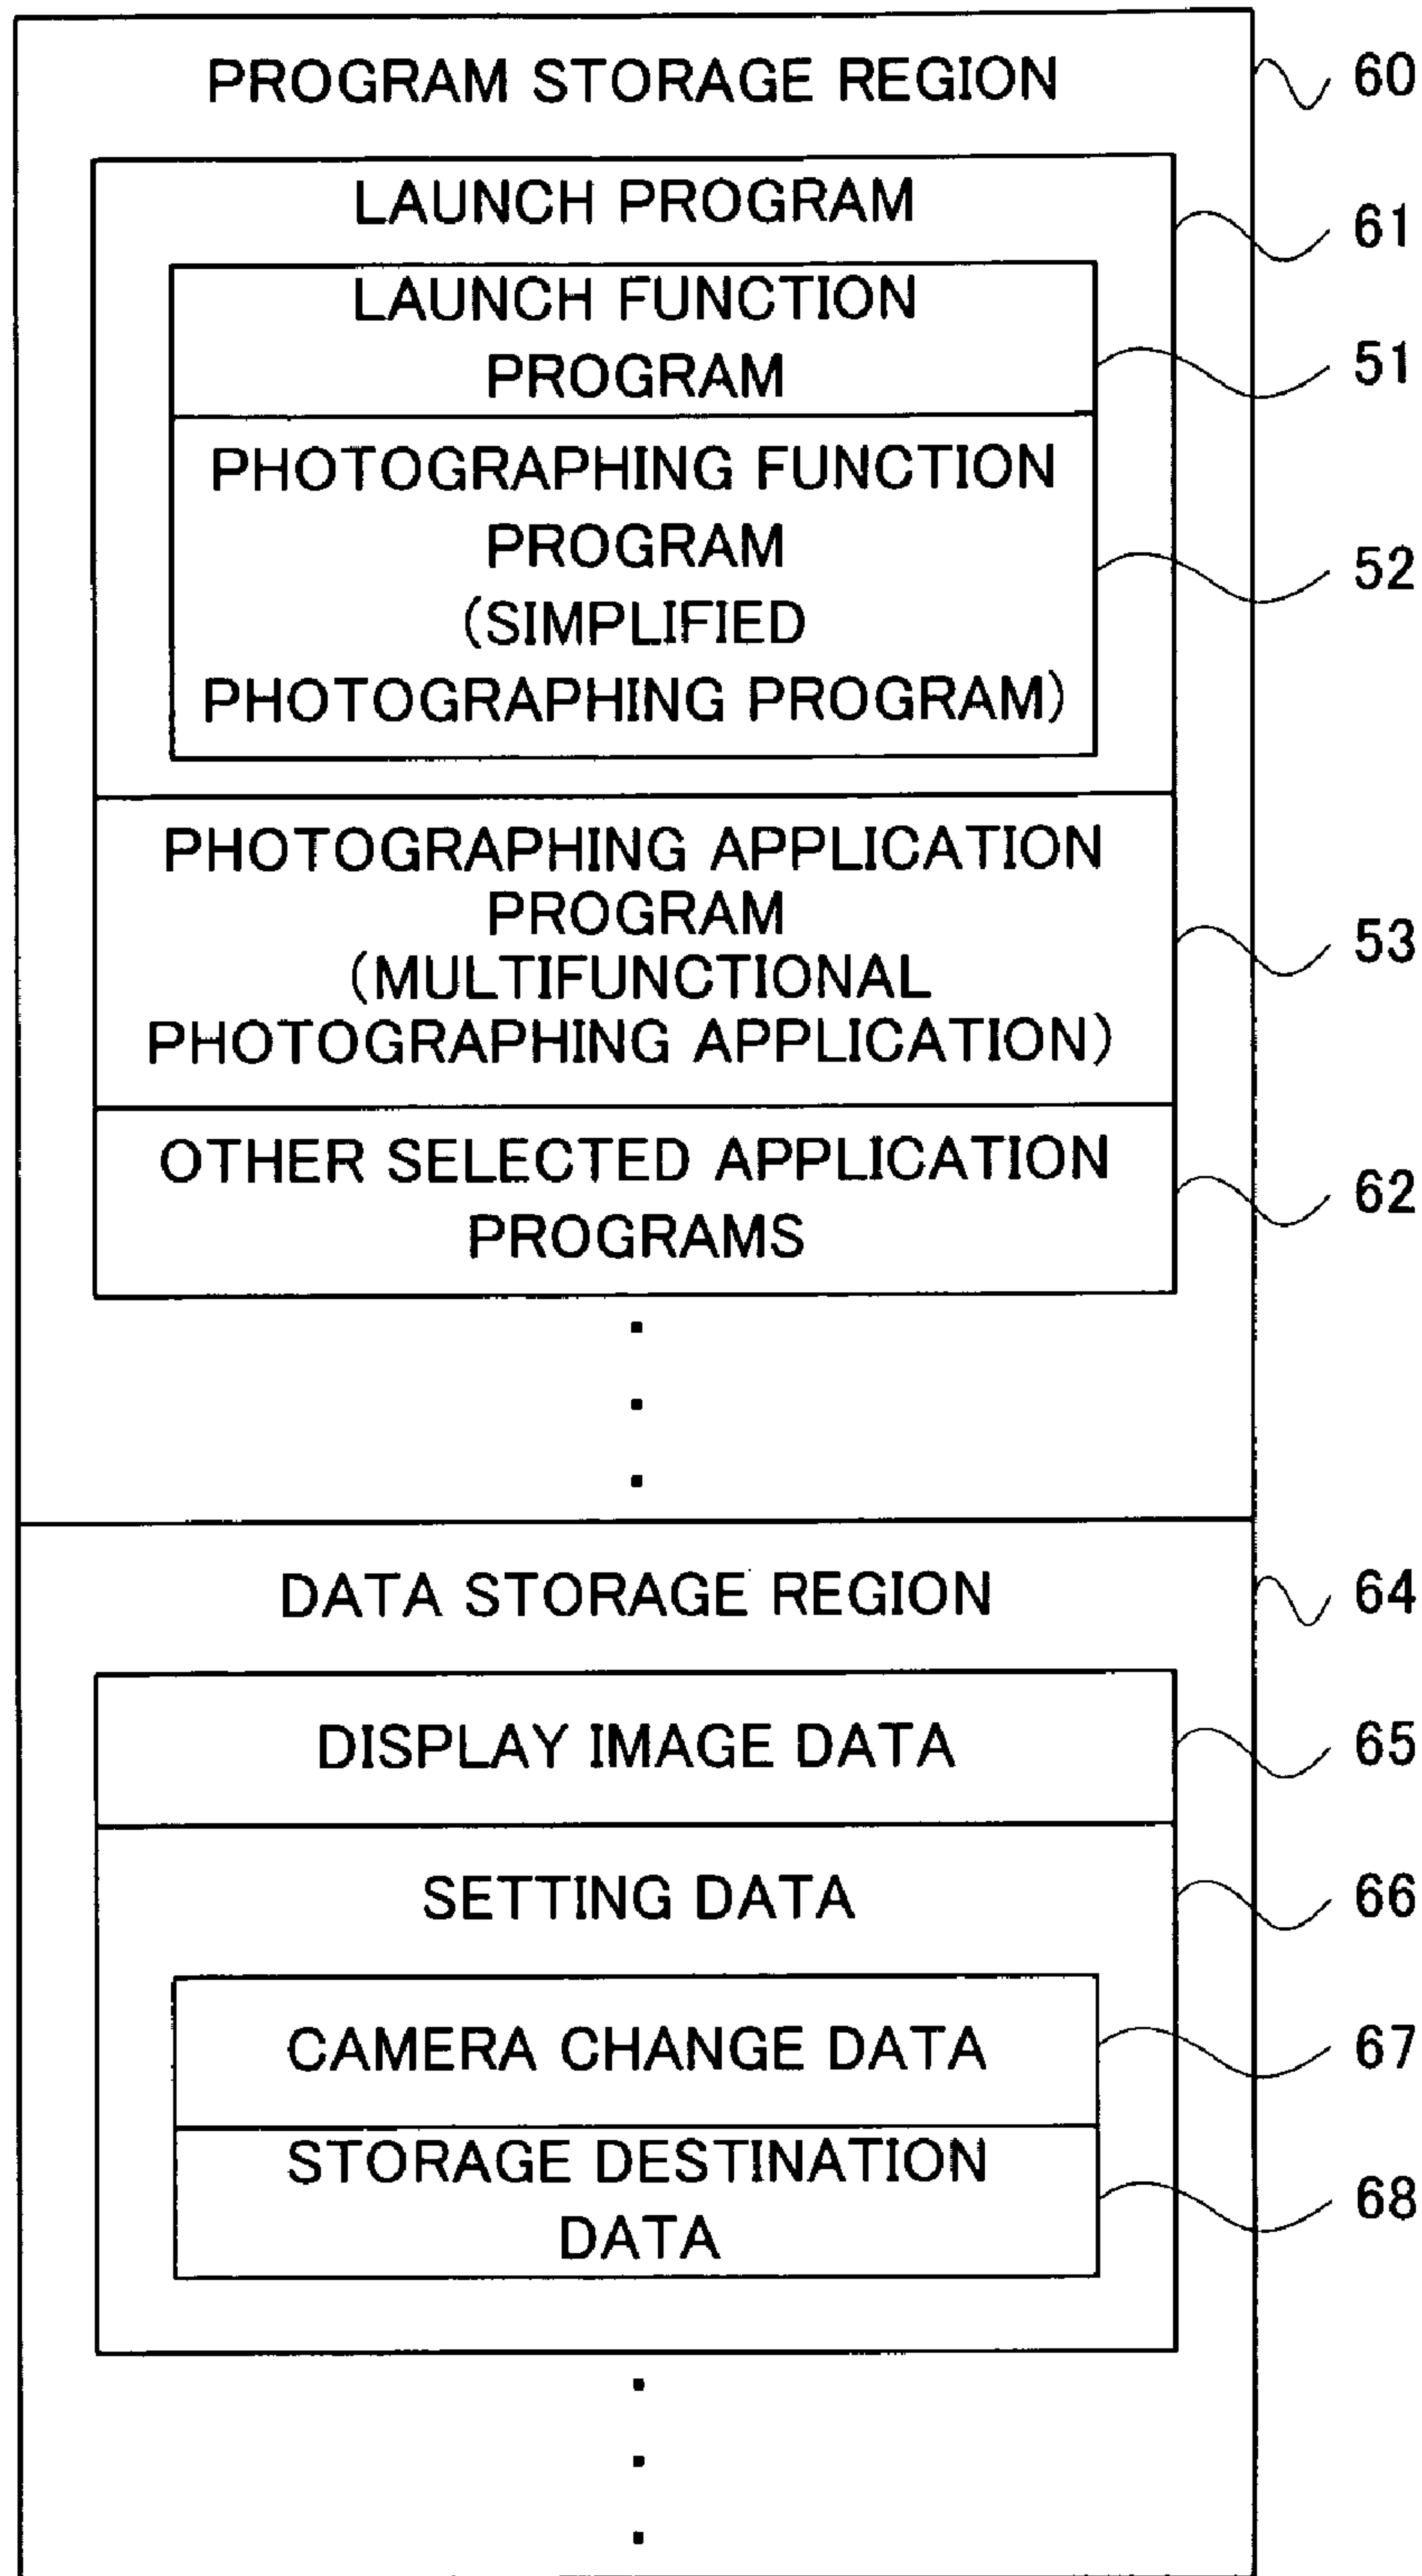 PROGRAM STORAGE REGION
60
LAUNCH PROGRAM
61
LAUNCH FUNCTION
PROGRAM
51
PHOTOGRAPHING FUNCTION
PROGRAM
(SIMPLIFIED
PHOTOGRAPHING PROGRAM)
52
PHOTOGRAPHING APPLICATION
PROGRAM
(MULTIFUNCTIONAL
PHOTOGRAPHING APPLICATION)
53
OTHER SELECTED APPLICATION
PROGRAMS
62
DATA STORAGE REGION
64
DISPLAY IMAGE DATA
65
SETTING DATA
66
CAMERA CHANGE DATA
67
STORAGE DESTINATION
DATA
68